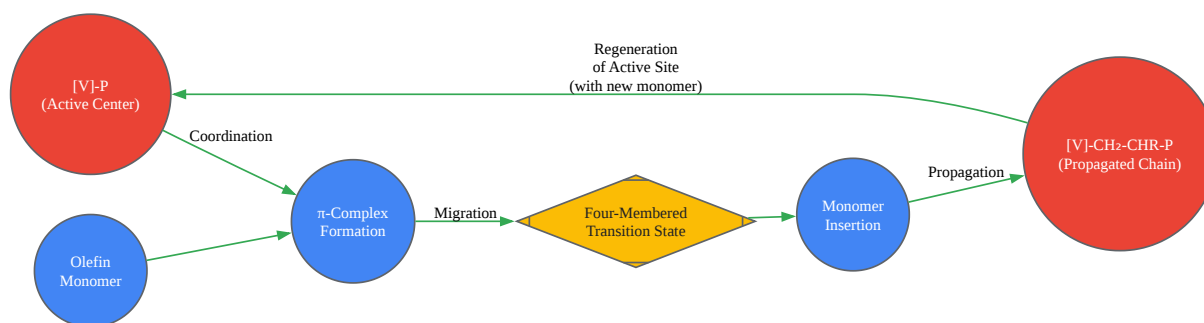 Regeneration
of Active Site
(with new monomer)
[V]-P
(Active Center)
Coordination
Olefin
Monomer
π-Complex
Formation
Migration
Four-Membered
Transition State
Monomer
Insertion
Propagation
[V]-CH₂-CHR-P
(Propagated Chain)